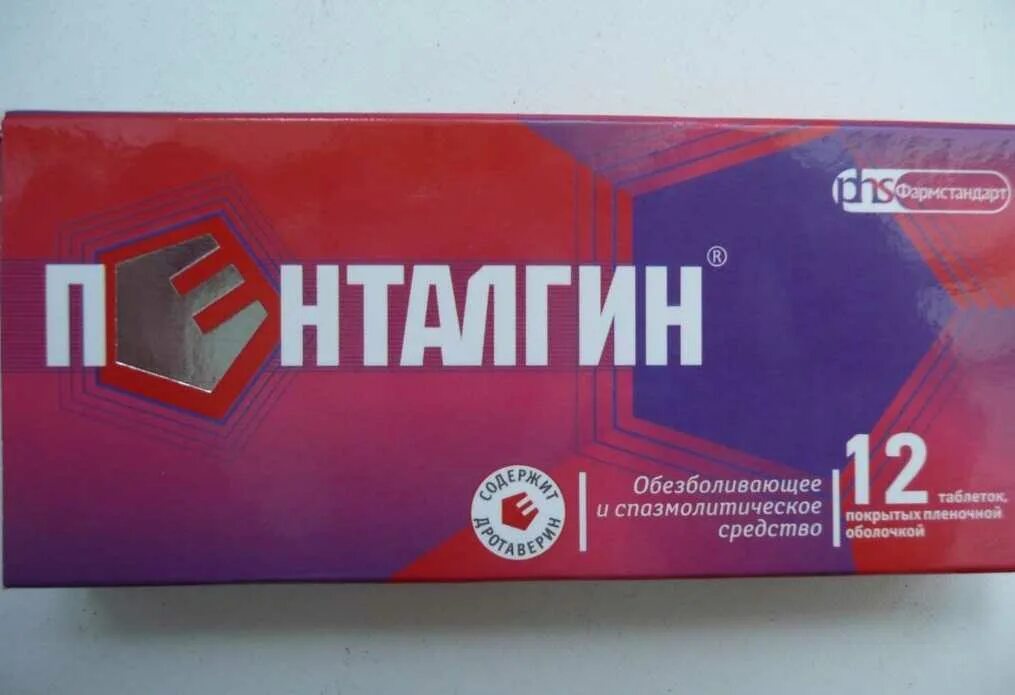 phs Фармстандарт
ПЕНТАЛГИН®
СОДЕРЖИТ
ДРОТАВЕРИН
Обезболивающее
и спазмолитическое
средство
12 таблеток,
покрытых пленочной
оболочкой